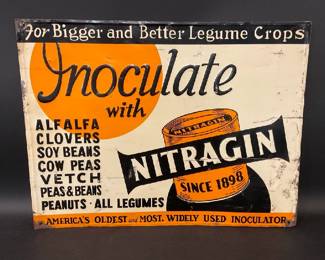 For Bigger and Better Legume Crops
Inoculate
with
ALFALFA
CLOVERS
SOY BEANS
COW PEAS
VETCH
PEAS & BEANS
PEANUTS · ALL LEGUMES
NITRAGIN
NITRAGIN
SINCE 1898
AMERICA'S OLDEST and MOST WIDELY USED INOCULATOR